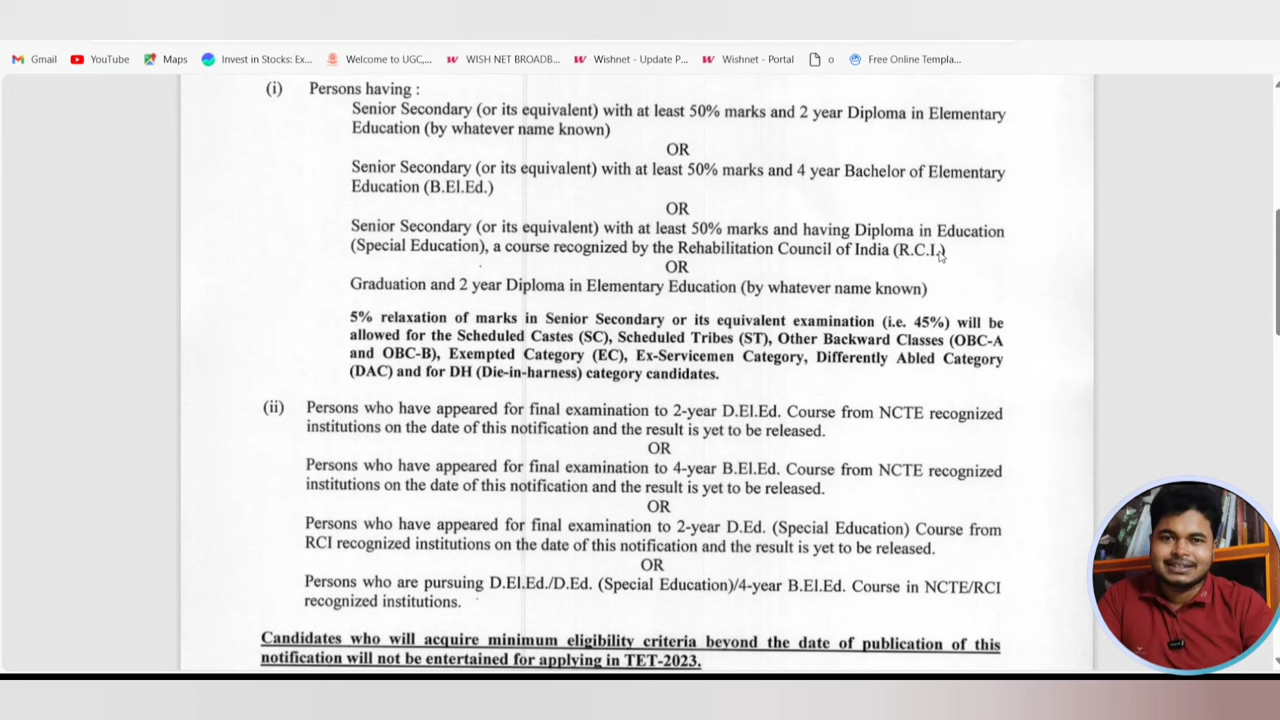 Gmail YouTube Maps Invest in Stocks: Ex... Welcome to UGC,... WISH NET BROADB... Wishnet - Update P... Wishnet - Portal o Free Online Templa...
(i) Persons having :
Senior Secondary (or its equivalent) with at least 50% marks and 2 year Diploma in Elementary
Education (by whatever name known)
OR
Senior Secondary (or its equivalent) with at least 50% marks and 4 year Bachelor of Elementary
Education (B.El.Ed.)
OR
Senior Secondary (or its equivalent) with at least 50% marks and having Diploma in Education
(Special Education), a course recognized by the Rehabilitation Council of India (R.C.I.)
OR
Graduation and 2 year Diploma in Elementary Education (by whatever name known)
5% relaxation of marks in Senior Secondary or its equivalent examination (i.e. 45%) will be
allowed for the Scheduled Castes (SC), Scheduled Tribes (ST), Other Backward Classes (OBC-A
and OBC-B), Exempted Category (EC), Ex-Servicemen Category, Differently Abled Category
(DAC) and for DH (Die-in-harness) category candidates.
(ii) Persons who have appeared for final examination to 2-year D.El.Ed. Course from NCTE recognized
institutions on the date of this notification and the result is yet to be released.
OR
Persons who have appeared for final examination to 4-year B.El.Ed. Course from NCTE recognized
institutions on the date of this notification and the result is yet to be released.
OR
Persons who have appeared for final examination to 2-year D.Ed. (Special Education) Course from
RCI recognized institutions on the date of this notification and the result is yet to be released.
OR
Persons who are pursuing D.El.Ed./D.Ed. (Special Education)/4-year B.El.Ed. Course in NCTE/RCI
recognized institutions.
Candidates who will acquire minimum eligibility criteria beyond the date of publication of this
notification will not be entertained for applying in TET-2023.